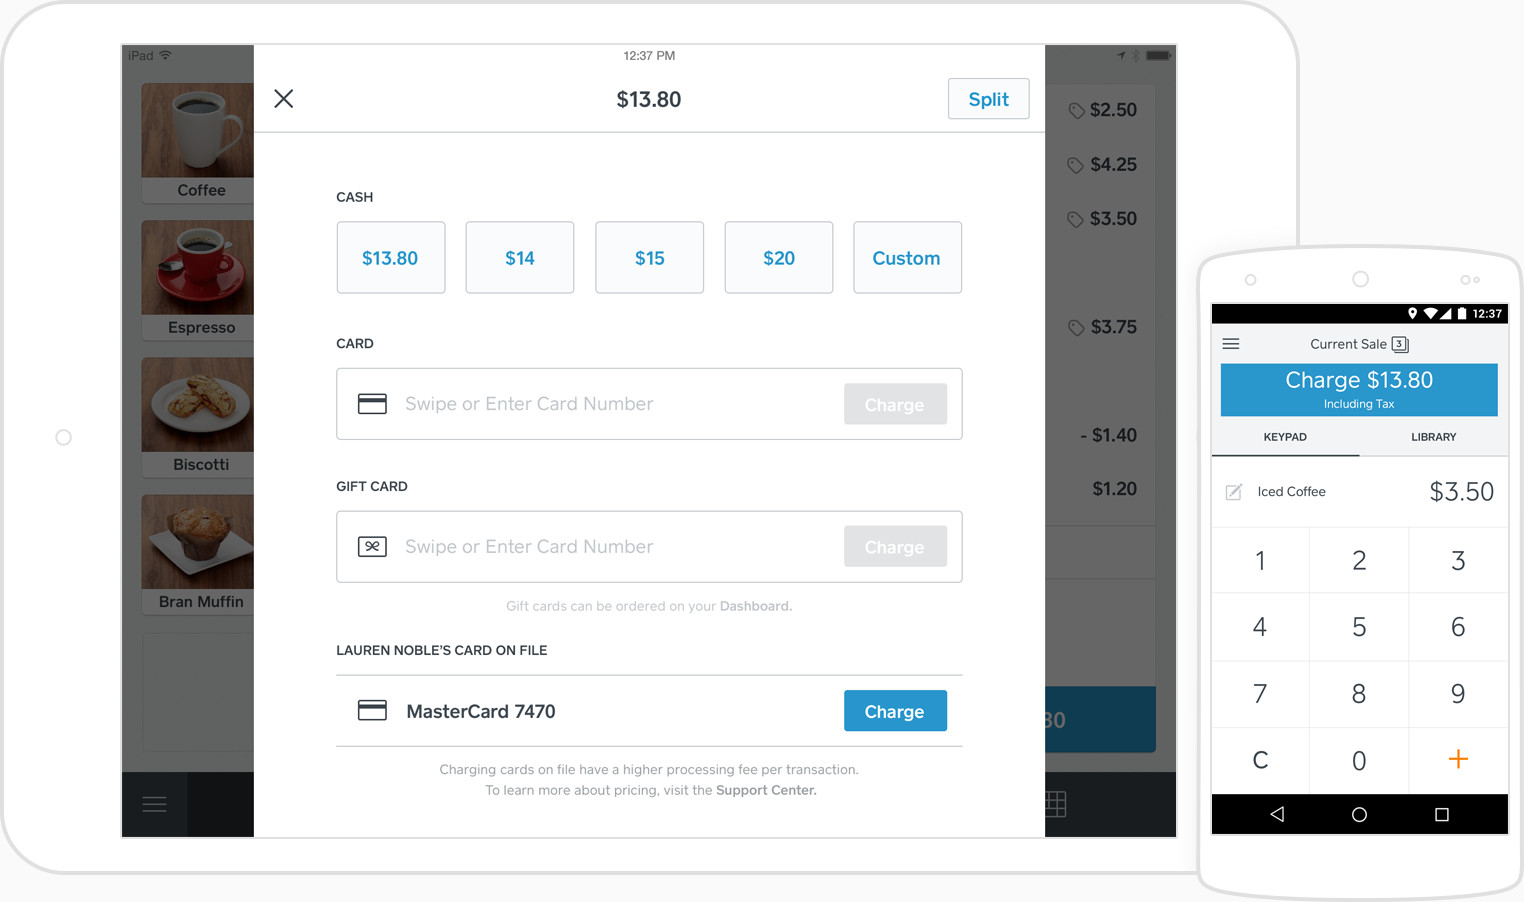 iPad
12:37 PM
$13.80
Split
Coffee
Espresso
Biscotti
Bran Muffin
CASH
$13.80
$14
$15
$20
Custom
CARD
Swipe or Enter Card Number
Charge
GIFT CARD
Swipe or Enter Card Number
Charge
Gift cards can be ordered on your Dashboard.
LAUREN NOBLE'S CARD ON FILE
MasterCard 7470
Charge
Charging cards on file have a higher processing fee per transaction.
To learn more about pricing, visit the Support Center.
$2.50
$4.25
$3.50
$3.75
- $1.40
$1.20
12:37
Current Sale 3
Charge $13.80
Including Tax
KEYPAD LIBRARY
Iced Coffee $3.50
1 2 3
4 5 6
7 8 9
C 0 +